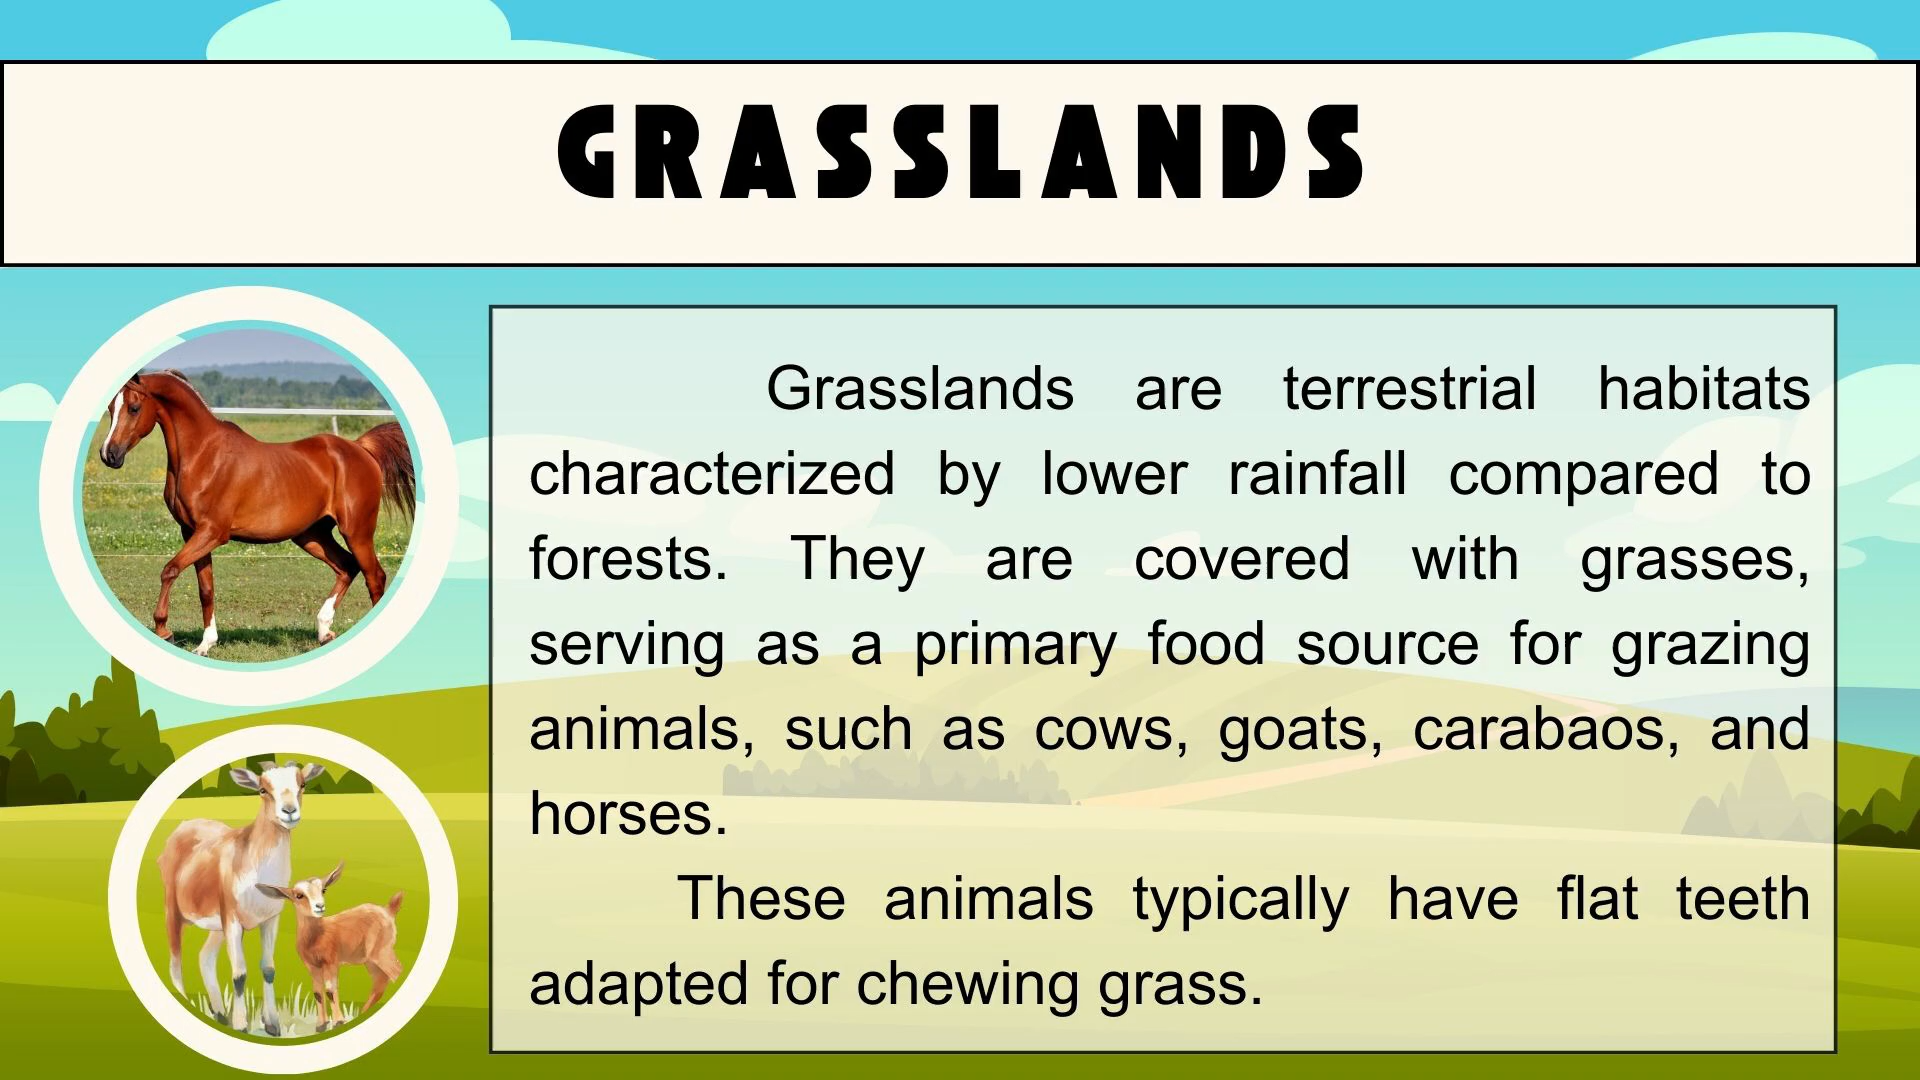 GRASSLANDS
Grasslands are terrestrial habitats
characterized by lower rainfall compared to
forests. They are covered with grasses,
serving as a primary food source for grazing
animals, such as cows, goats, carabaos, and
horses.
These animals typically have flat teeth
adapted for chewing grass.